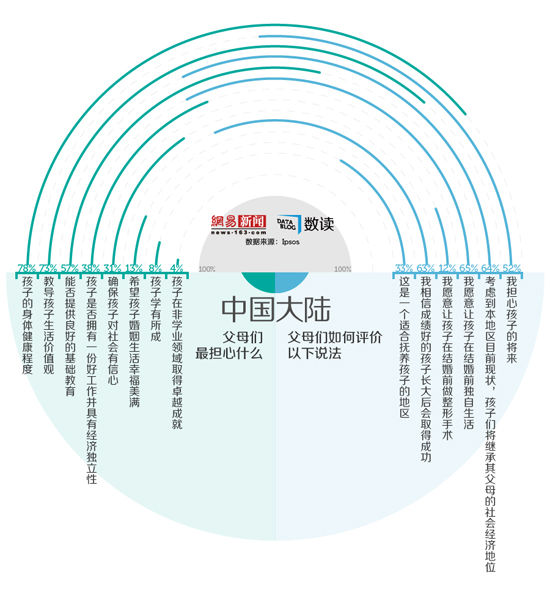 網易新闻
news·163·com
DATA
BLOG
数读
数据来源：Ipsos
78%
73%
57%
38%
31%
13%
8%
4%
100%
100%
33%
63%
12%
65%
64%
52%
中国大陆
父母们
最担心什么
父母们如何评价
以下说法
孩子的身体健康程度
教导孩子生活价值观
能否提供良好的基础教育
孩子是否拥有一份好工作并具有经济独立性
确保孩子对社会有信心
希望孩子婚姻生活幸福美满
孩子学有所成
孩子在非学业领域取得卓越成就
这是一个适合抚养孩子的地区
我相信成绩好的孩子长大后会取得成功
我愿意让孩子在结婚前做整形手术
我愿意让孩子在结婚前独自生活
考虑到本地区目前现状，孩子们将继承其父母的社会经济地位
我担心孩子的将来